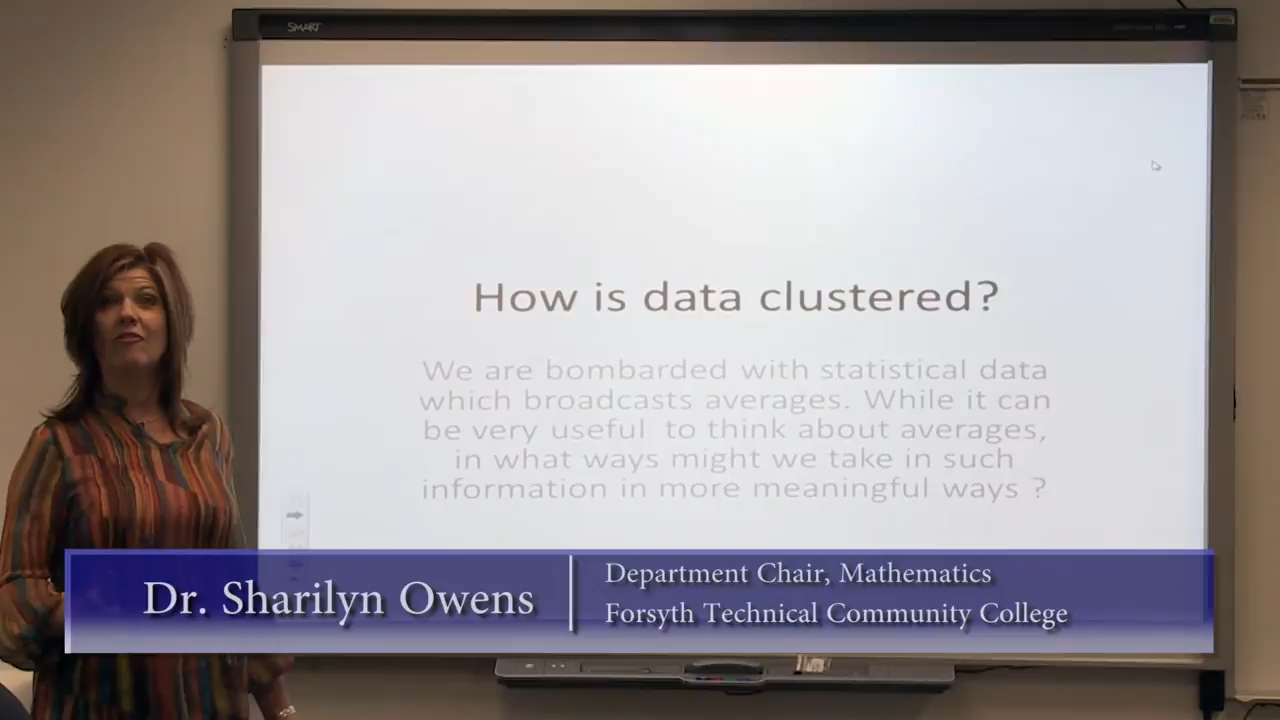 SMART
How is data clustered?
We are bombarded with statistical data
which broadcasts averages. While it can
be very useful to think about averages,
in what ways might we take in such
information in more meaningful ways ?
Dr. Sharilyn Owens
Department Chair, Mathematics
Forsyth Technical Community College